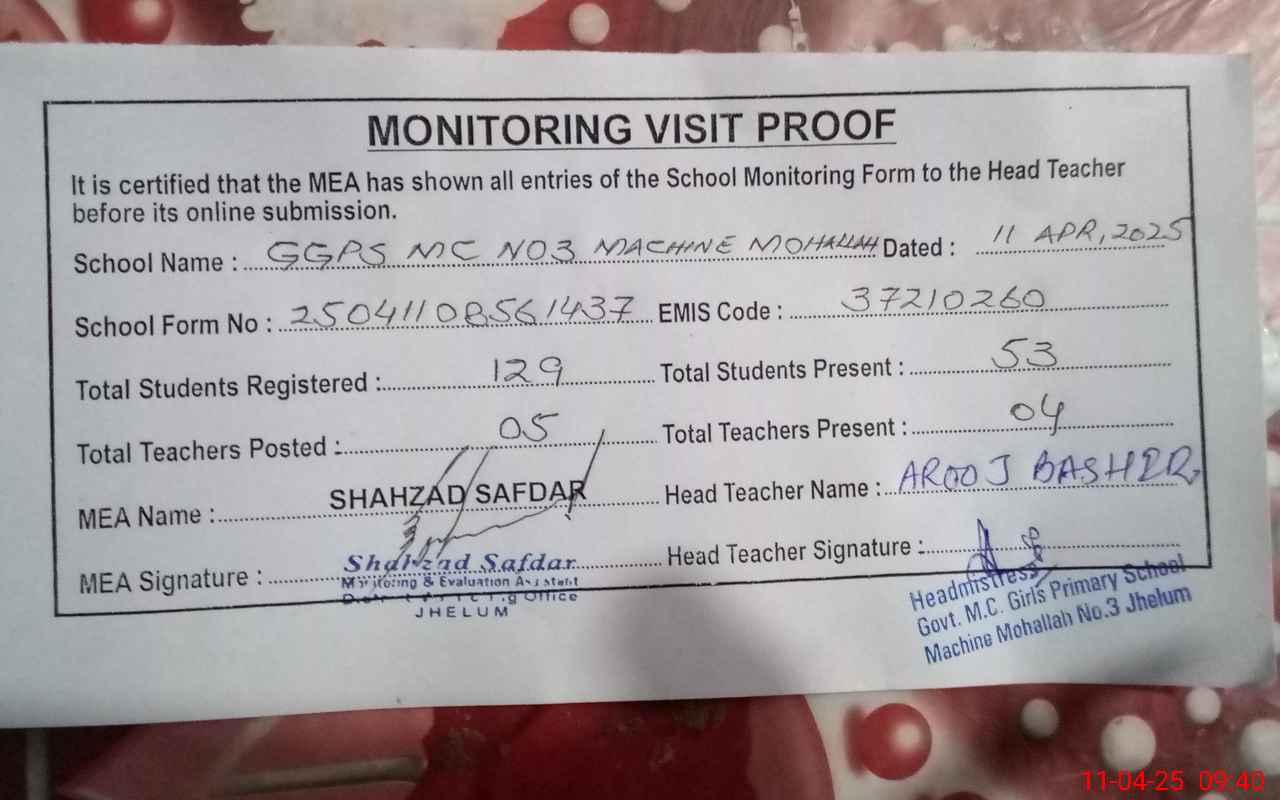 MONITORING VISIT PROOF
It is certified that the MEA has shown all entries of the School Monitoring Form to the Head Teacher
before its online submission.
School Name : GGPS MC NO3 MACHINE MOHALLAH Dated : 11 APR, 2025
School Form No : 25041108561437 EMIS Code : 37210260
Total Students Registered : 129 Total Students Present : 53
Total Teachers Posted : 05 Total Teachers Present : 04
MEA Name : SHAHZAD SAFDAR Head Teacher Name : AROOJ BASHIR
MEA Signature : Head Teacher Signature :
Shahzad Safdar
Monitoring & Evaluation Assistant
Office
JHELUM
Headmistress
Govt. M.C. Girls Primary School
Machine Mohallah No.3 Jhelum
11-04-25 09:40